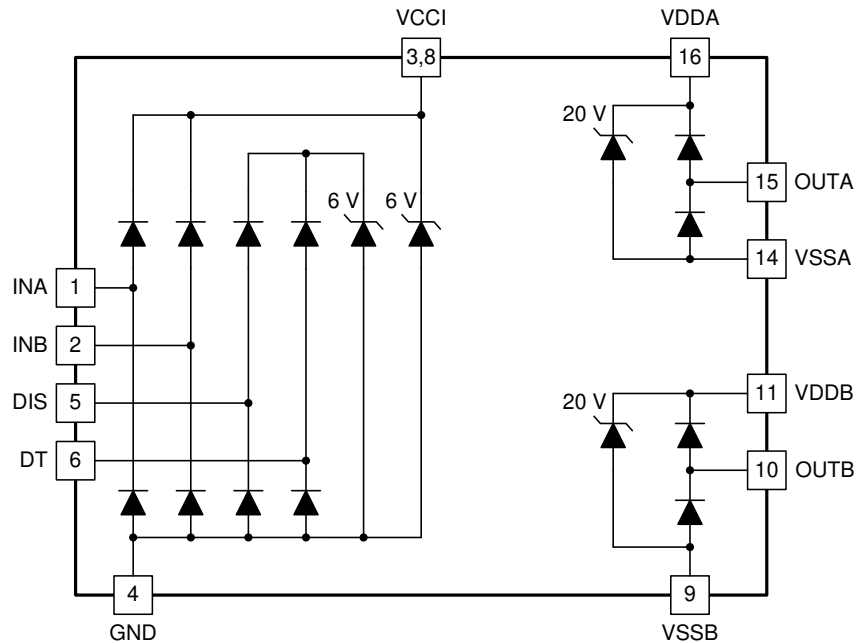 VCCI VDDA
3,8 16
20 V
15 OUTA
6 V 6 V
14 VSSA
INA 1
INB 2
DIS 5
11 VDDB
20 V
DT 6
10 OUTB
4 9
GND VSSB